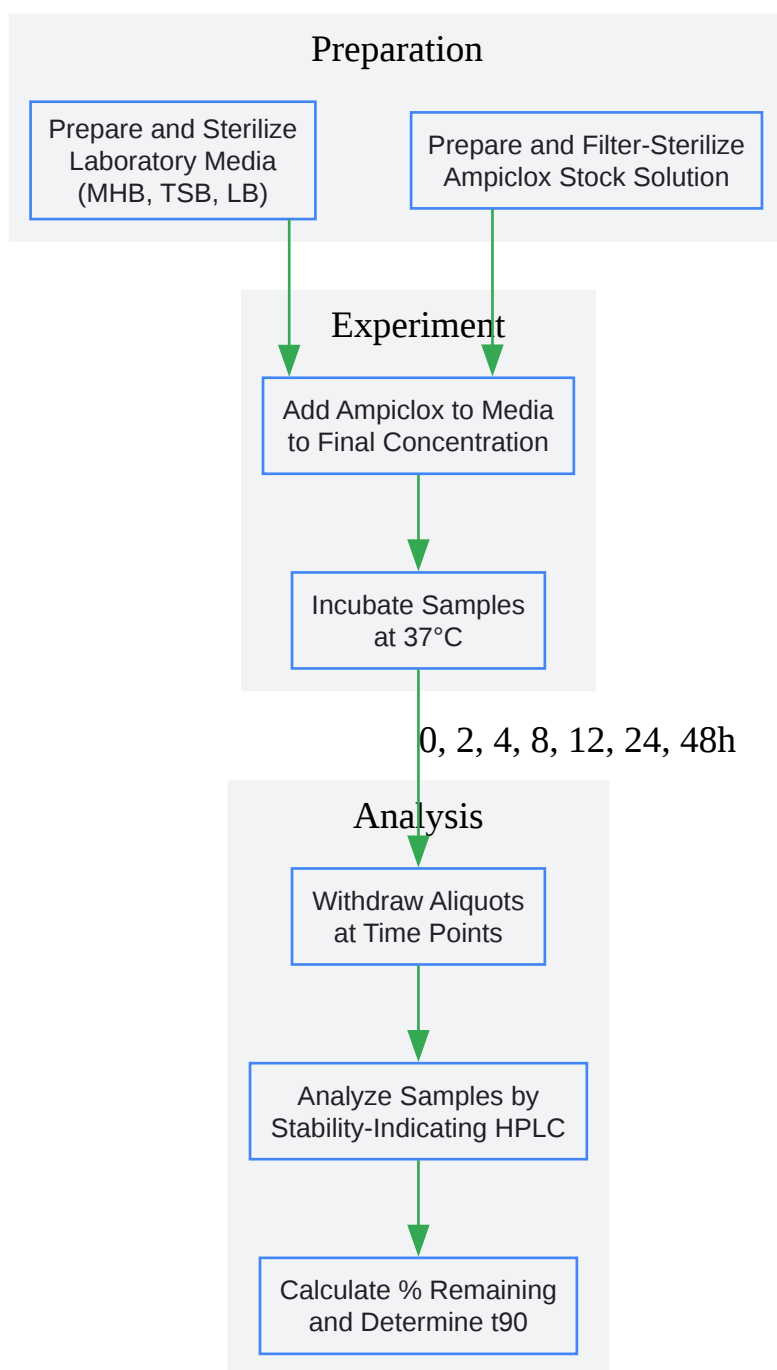 Preparation
Prepare and Sterilize
Laboratory Media
(MHB, TSB, LB)
Prepare and Filter-Sterilize
Ampiclox Stock Solution
Experiment
Add Ampiclox to Media
to Final Concentration
Incubate Samples
at 37°C
0, 2, 4, 8, 12, 24, 48h
Analysis
Withdraw Aliquots
at Time Points
Analyze Samples by
Stability-Indicating HPLC
Calculate % Remaining
and Determine t90